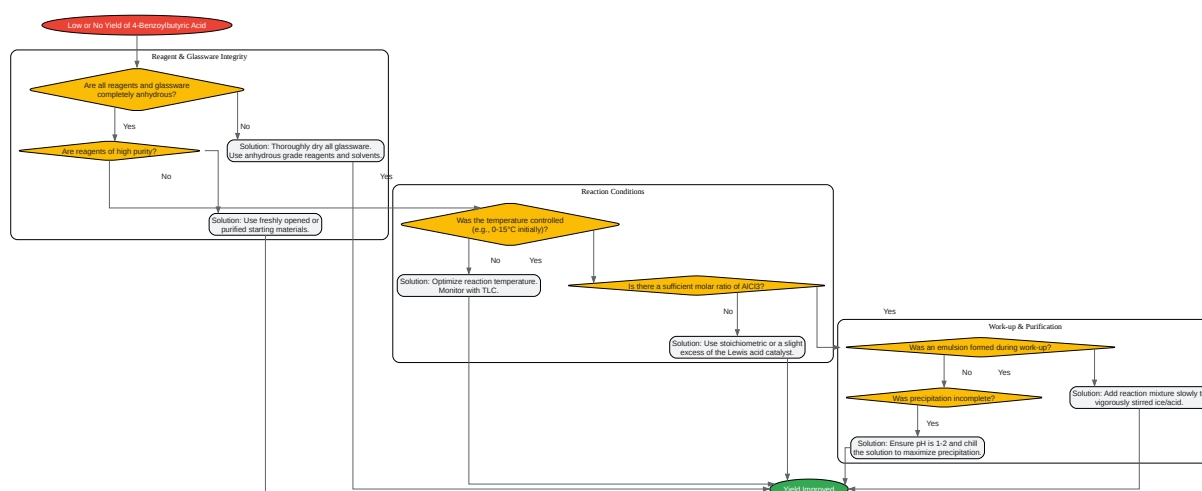 Low or No Yield of 4-Benzoylbutyric Acid
Reagent & Glassware Integrity
Are all reagents and glassware
completely anhydrous?
Yes
No
Are reagents of high purity?
Solution: Thoroughly dry all glassware.
Use anhydrous grade reagents and solvents.
No
Yes
Solution: Use freshly opened or
purified starting materials.
Reaction Conditions
Was the temperature controlled
(e.g., 0-15°C initially)?
No
Yes
Solution: Optimize reaction temperature.
Monitor with TLC.
Is there a sufficient molar ratio of AlCl3?
No
Yes
Solution: Use stoichiometric or a slight
excess of the Lewis acid catalyst.
Work-up & Purification
Was an emulsion formed during work-up?
No
Yes
Was precipitation incomplete?
Solution: Add reaction mixture slowly
vigorously stirred ice/acid.
Yes
Solution: Ensure pH is 1-2 and chill
the solution to maximize precipitation.
Yield Improved